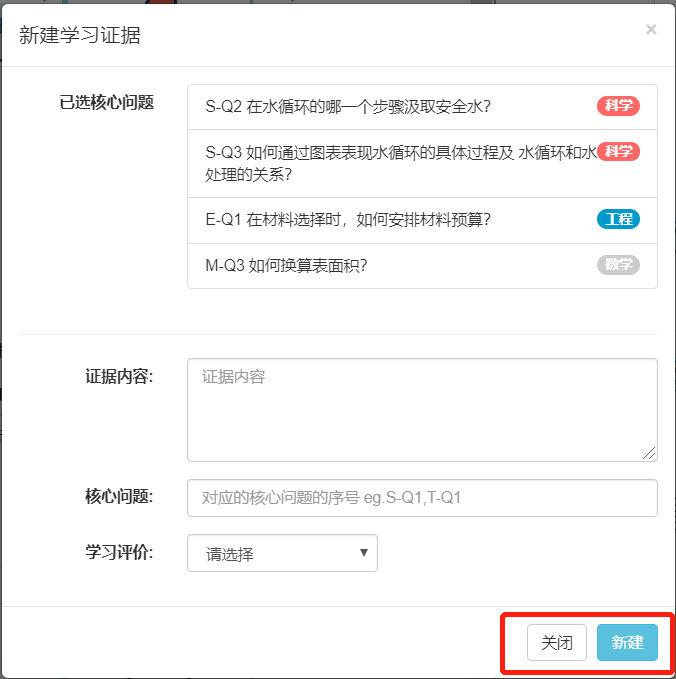 新建学习证据
×
已选核心问题
S-Q2 在水循环的哪一个步骤汲取安全水？
科学
S-Q3 如何通过图表表现水循环的具体过程及 水循环和水
科学
处理的关系？
E-Q1 在材料选择时，如何安排材料预算？
工程
M-Q3 如何换算表面积？
数学
证据内容:
证据内容
核心问题:
对应的核心问题的序号 eg.S-Q1,T-Q1
学习评价:
请选择
关闭
新建